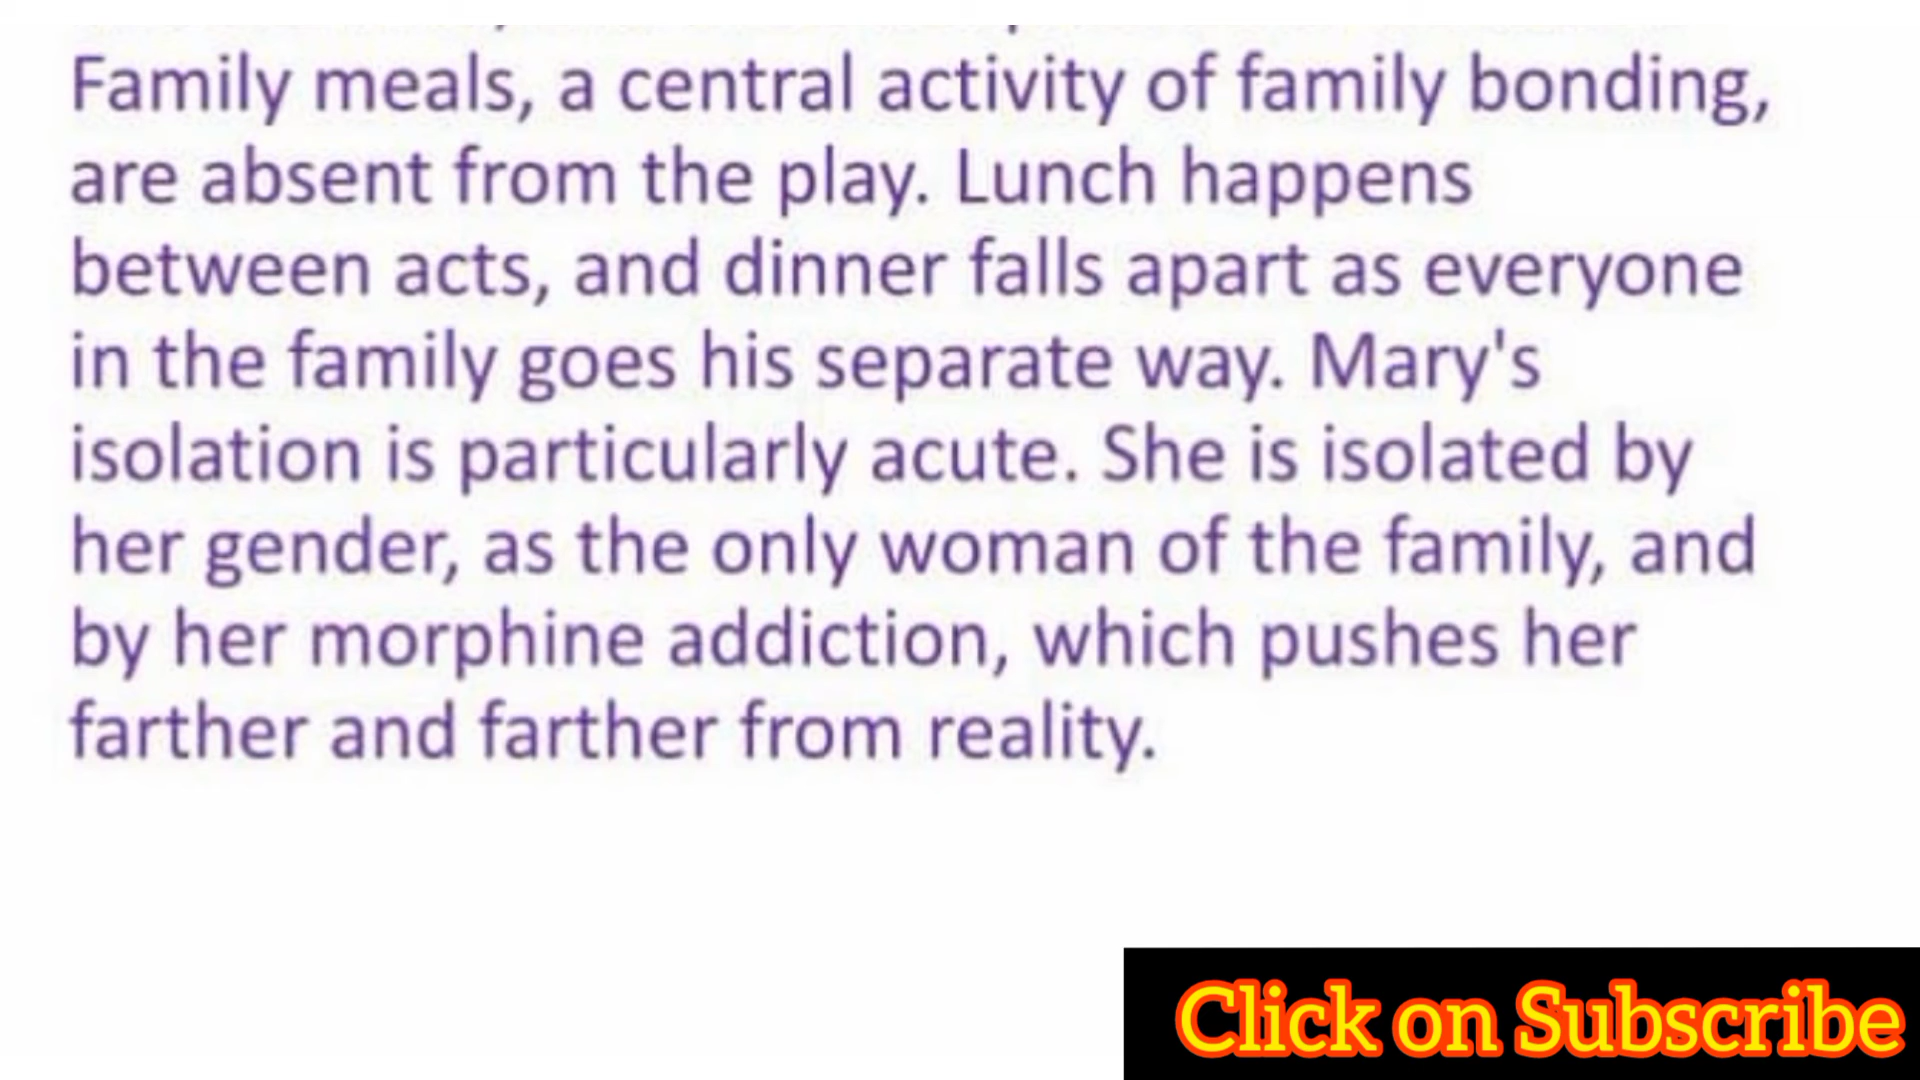 Family meals, a central activity of family bonding,
are absent from the play. Lunch happens
between acts, and dinner falls apart as everyone
in the family goes his separate way. Mary's
isolation is particularly acute. She is isolated by
her gender, as the only woman of the family, and
by her morphine addiction, which pushes her
farther and farther from reality.
Click on Subscribe